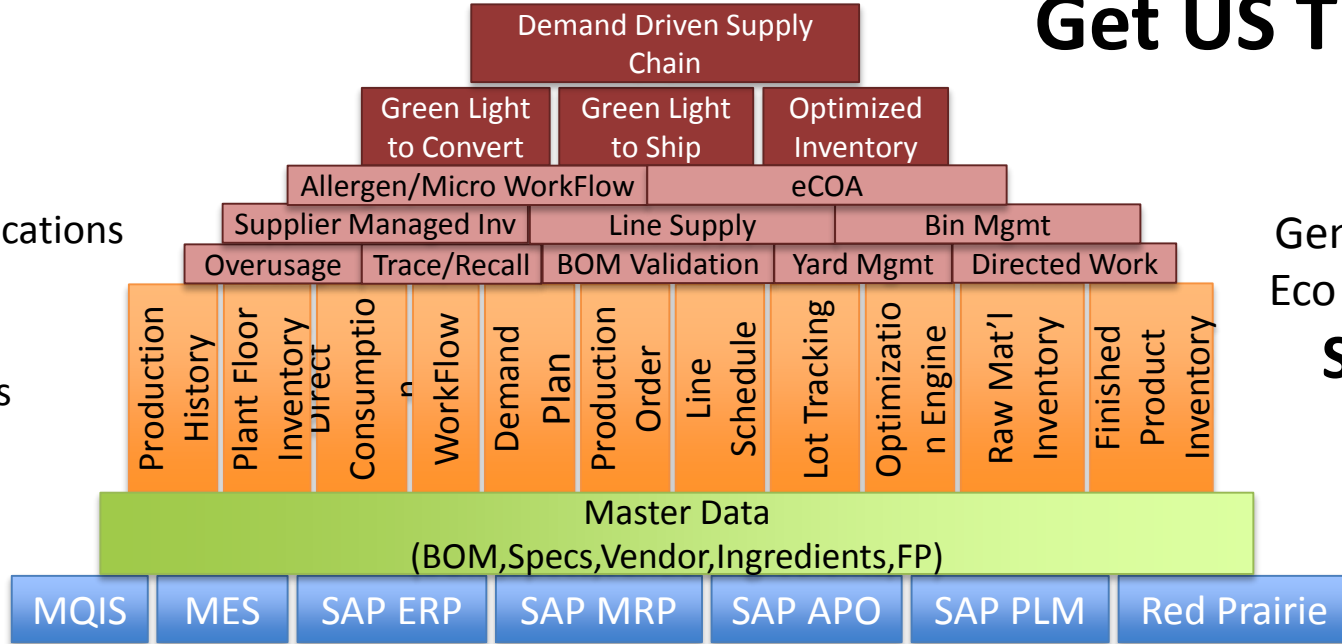 Get US T
Demand Driven Supply
Chain
Green Light
to Convert
Green Light
to Ship
Optimized
Inventory
Allergen/Micro WorkFlow
eCOA
cations
Supplier Managed Inv
Line Supply
Bin Mgmt
Gen
Overusage
Trace/Recall
BOM Validation
Yard Mgmt
Directed Work
Eco
S
s
Production
History
Plant Floor
Inventory
Direct
Consumptio
n
WorkFlow
Demand
Plan
Production
Order
Line
Schedule
Lot Tracking
Optimizatio
n Engine
Raw Mat’l
Inventory
Finished
Product
Inventory
Master Data
(BOM,Specs,Vendor,Ingredients,FP)
MQIS
MES
SAP ERP
SAP MRP
SAP APO
SAP PLM
Red Prairie